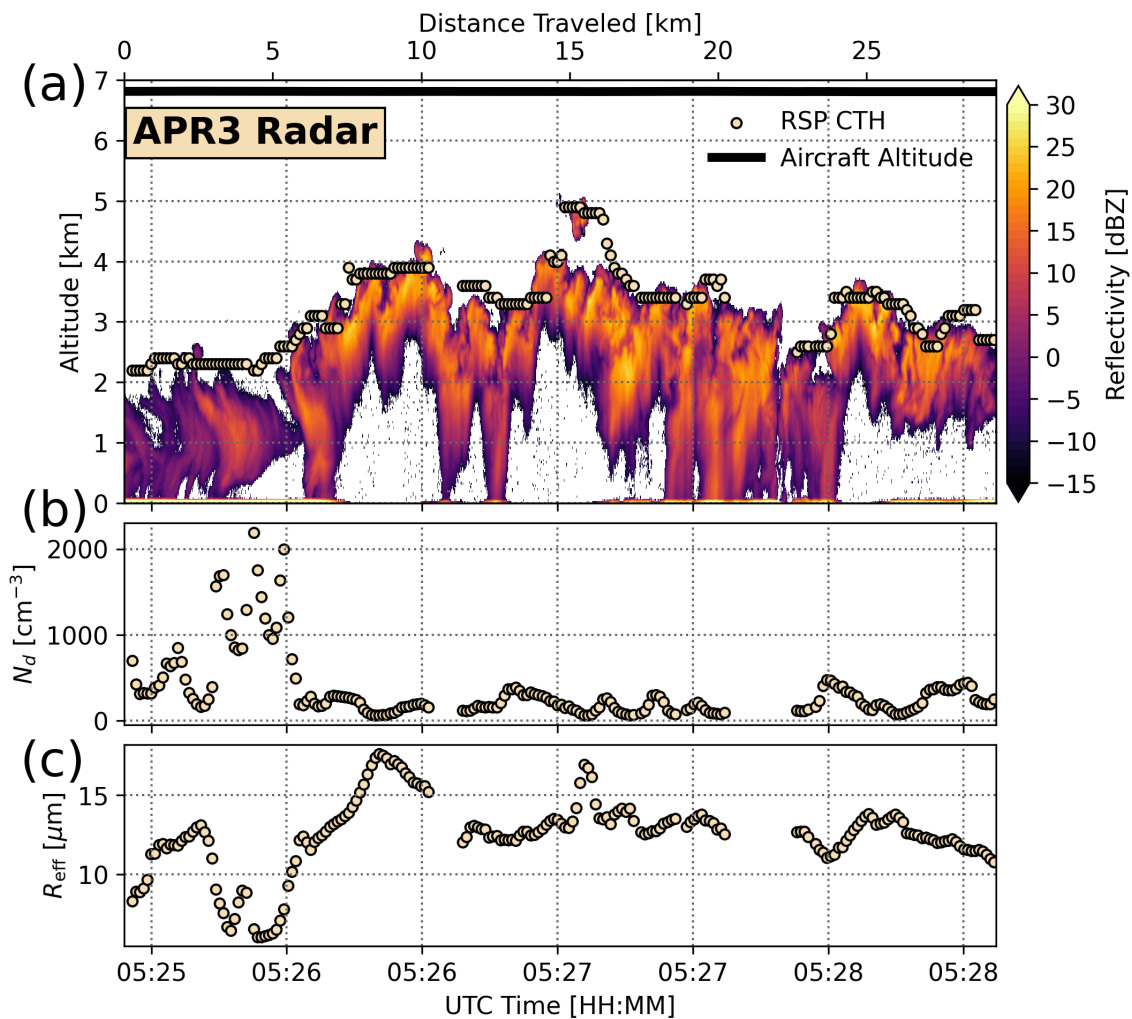 Distance Traveled [km]
0 5 10 15 20 25
(a)
7
6
5
4
3
2
1
0
Altitude [km]
APR3 Radar
RSP CTH
Aircraft Altitude
30
25
20
15
10
5
0
−5
−10
−15
Reflectivity [dBZ]
(b)
2000
1000
0
N_d [cm⁻³]
(c)
15
10
R_eff [μm]
05:25 05:26 05:26 05:27 05:27 05:28 05:28
UTC Time [HH:MM]